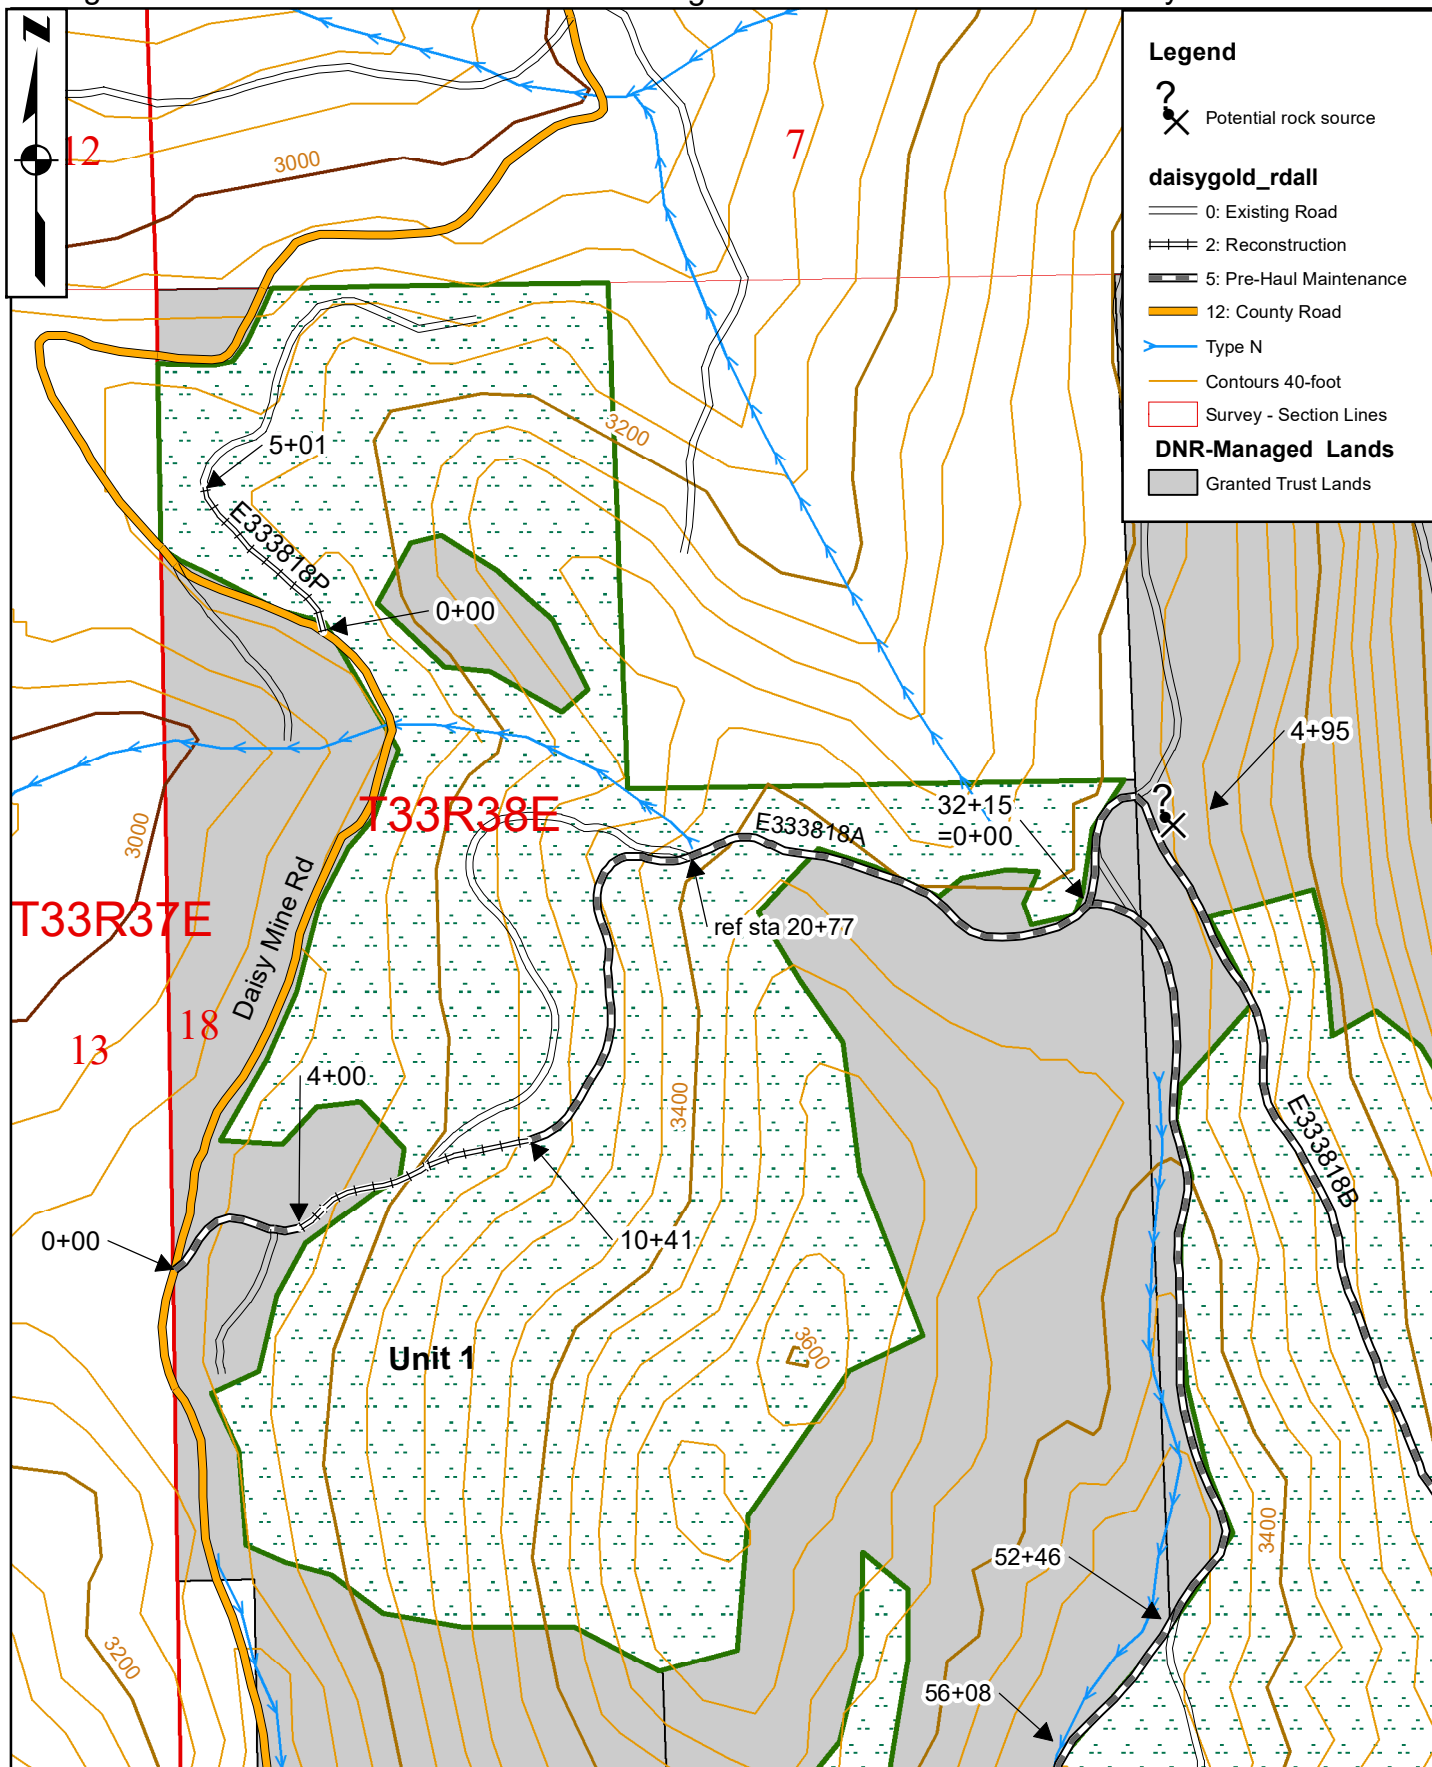 Z
Legend
?
Potential rock source
daisygold_rdall
0: Existing Road
2: Reconstruction
5: Pre-Haul Maintenance
12: County Road
Type N
Contours 40-foot
Survey - Section Lines
DNR-Managed Lands
Granted Trust Lands
12
3000
7
3200
5+01
E333818P
0+00
4+95
?
3000
T33R38E
32+15
=0+00
E333818A
T33R37E
Daisy Mine Rd
ref sta 20+77
18
13
4+00
3400
E333818B
0+00
10+41
3600
Unit 1
3400
52+46
3200
56+08